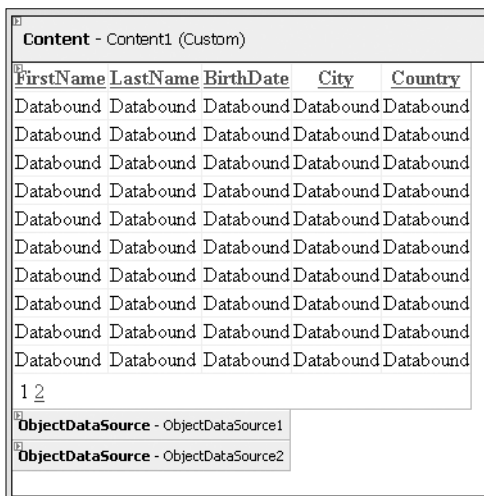 Content - Content1 (Custom)
FirstName LastName BirthDate City Country
Databound Databound Databound Databound Databound
Databound Databound Databound Databound Databound
Databound Databound Databound Databound Databound
Databound Databound Databound Databound Databound
Databound Databound Databound Databound Databound
Databound Databound Databound Databound Databound
Databound Databound Databound Databound Databound
Databound Databound Databound Databound Databound
Databound Databound Databound Databound Databound
Databound Databound Databound Databound Databound
1 2
ObjectDataSource - ObjectDataSource1
ObjectDataSource - ObjectDataSource2